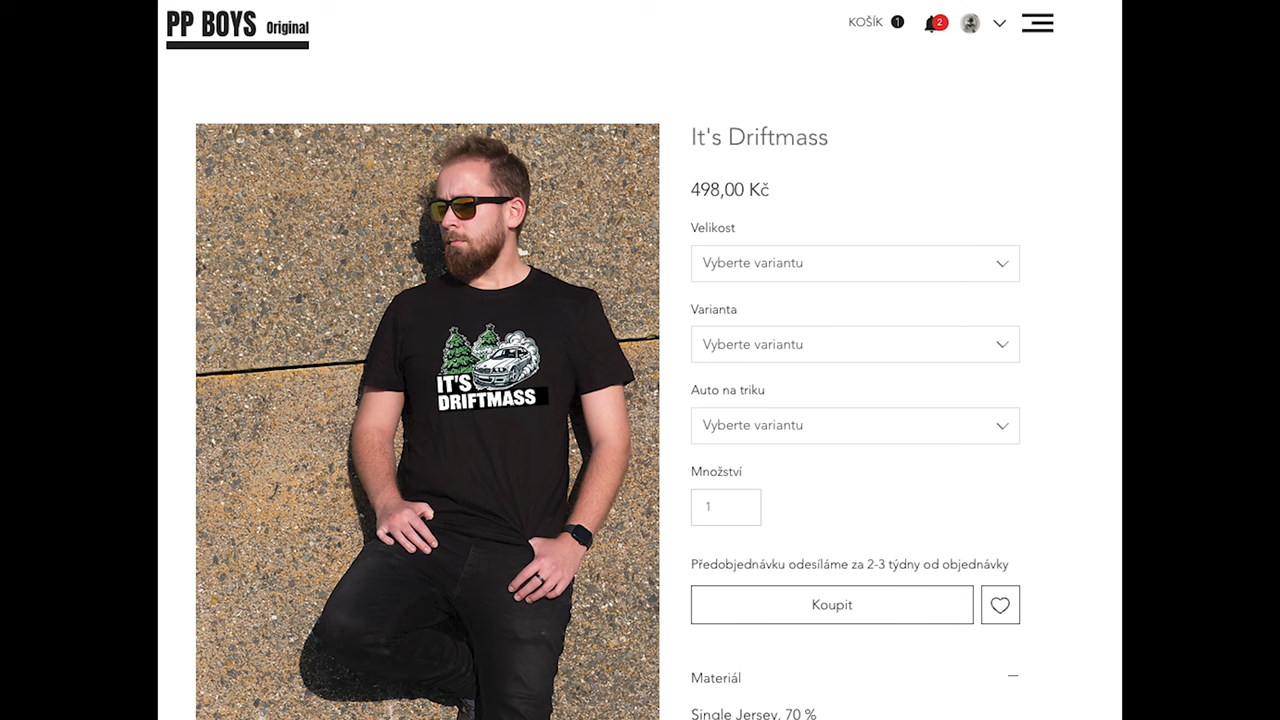 PP BOYS Original
KOŠÍK 1
2
It's Driftmass
498,00 Kč
Velikost
Vyberte variantu
Varianta
Vyberte variantu
Auto na triku
Vyberte variantu
Množství
1
Předobjednávku odesíláme za 2-3 týdny od objednávky
Koupit
Materiál
Single Jersey, 70 %
IT'S
DRIFTMASS